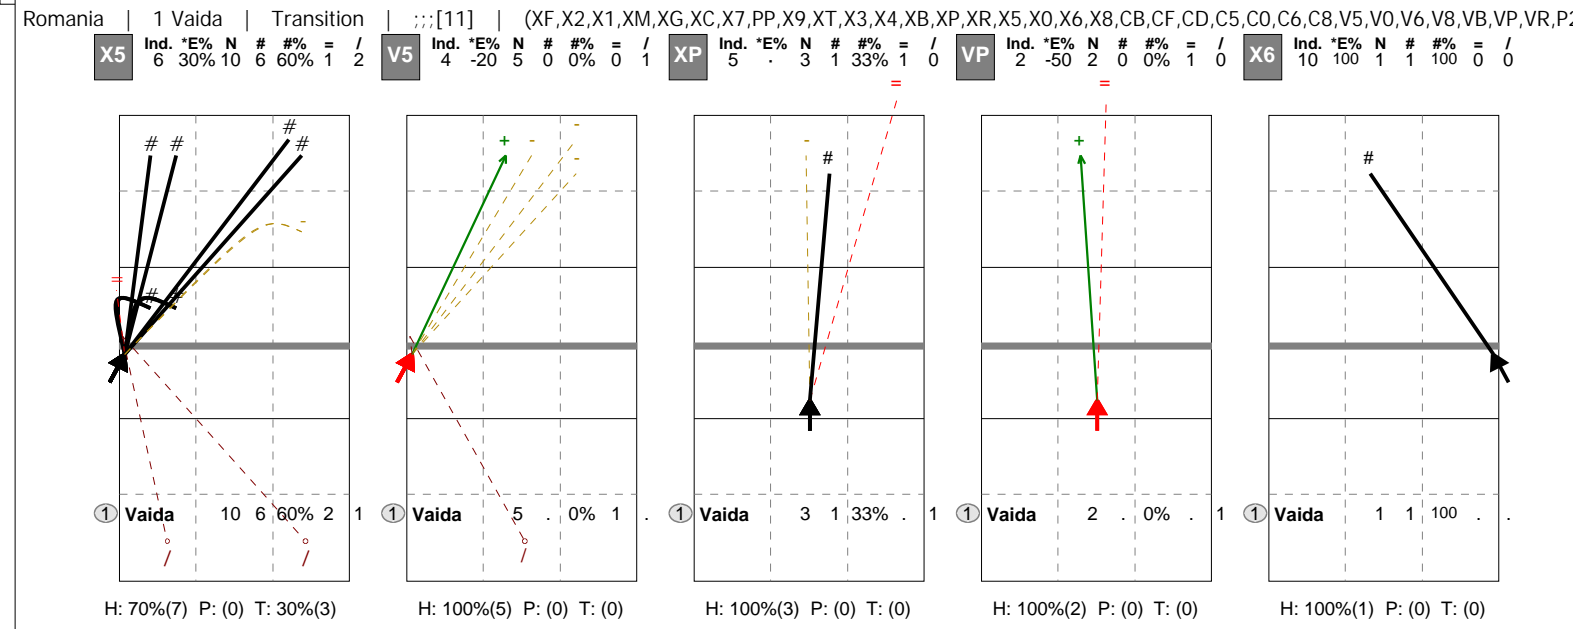 Romania | 1 Vaida | Transition | ;;;[11] | (XF,X2,X1,XM,XG,XC,X7,PP,X9,XT,X3,X4,XB,XP,XR,X5,X0,X6,X8,CB,CF,CD,C5,C0,C6,C8,V5,V0,V6,V8,VB,VP,VR,P2
X5 Ind. *E% N # #% = /
6 30% 10 6 60% 1 2
V5 Ind. *E% N # #% = /
4 -20 5 0 0% 0 1
XP Ind. *E% N # #% = /
5 . 3 1 33% 1 0
VP Ind. *E% N # #% = /
2 -50 2 0 0% 1 0
X6 Ind. *E% N # #% = /
10 100 1 1 100 0 0
# # # #
-
= # #
/ /
+ - - -
/
- # =
+ =
#
1 Vaida 10 6 60% 2 1
1 Vaida 5 . 0% 1 .
1 Vaida 3 1 33% . 1
1 Vaida 2 . 0% . 1
1 Vaida 1 1 100 . .
H: 70%(7) P: (0) T: 30%(3)
H: 100%(5) P: (0) T: (0)
H: 100%(3) P: (0) T: (0)
H: 100%(2) P: (0) T: (0)
H: 100%(1) P: (0) T: (0)